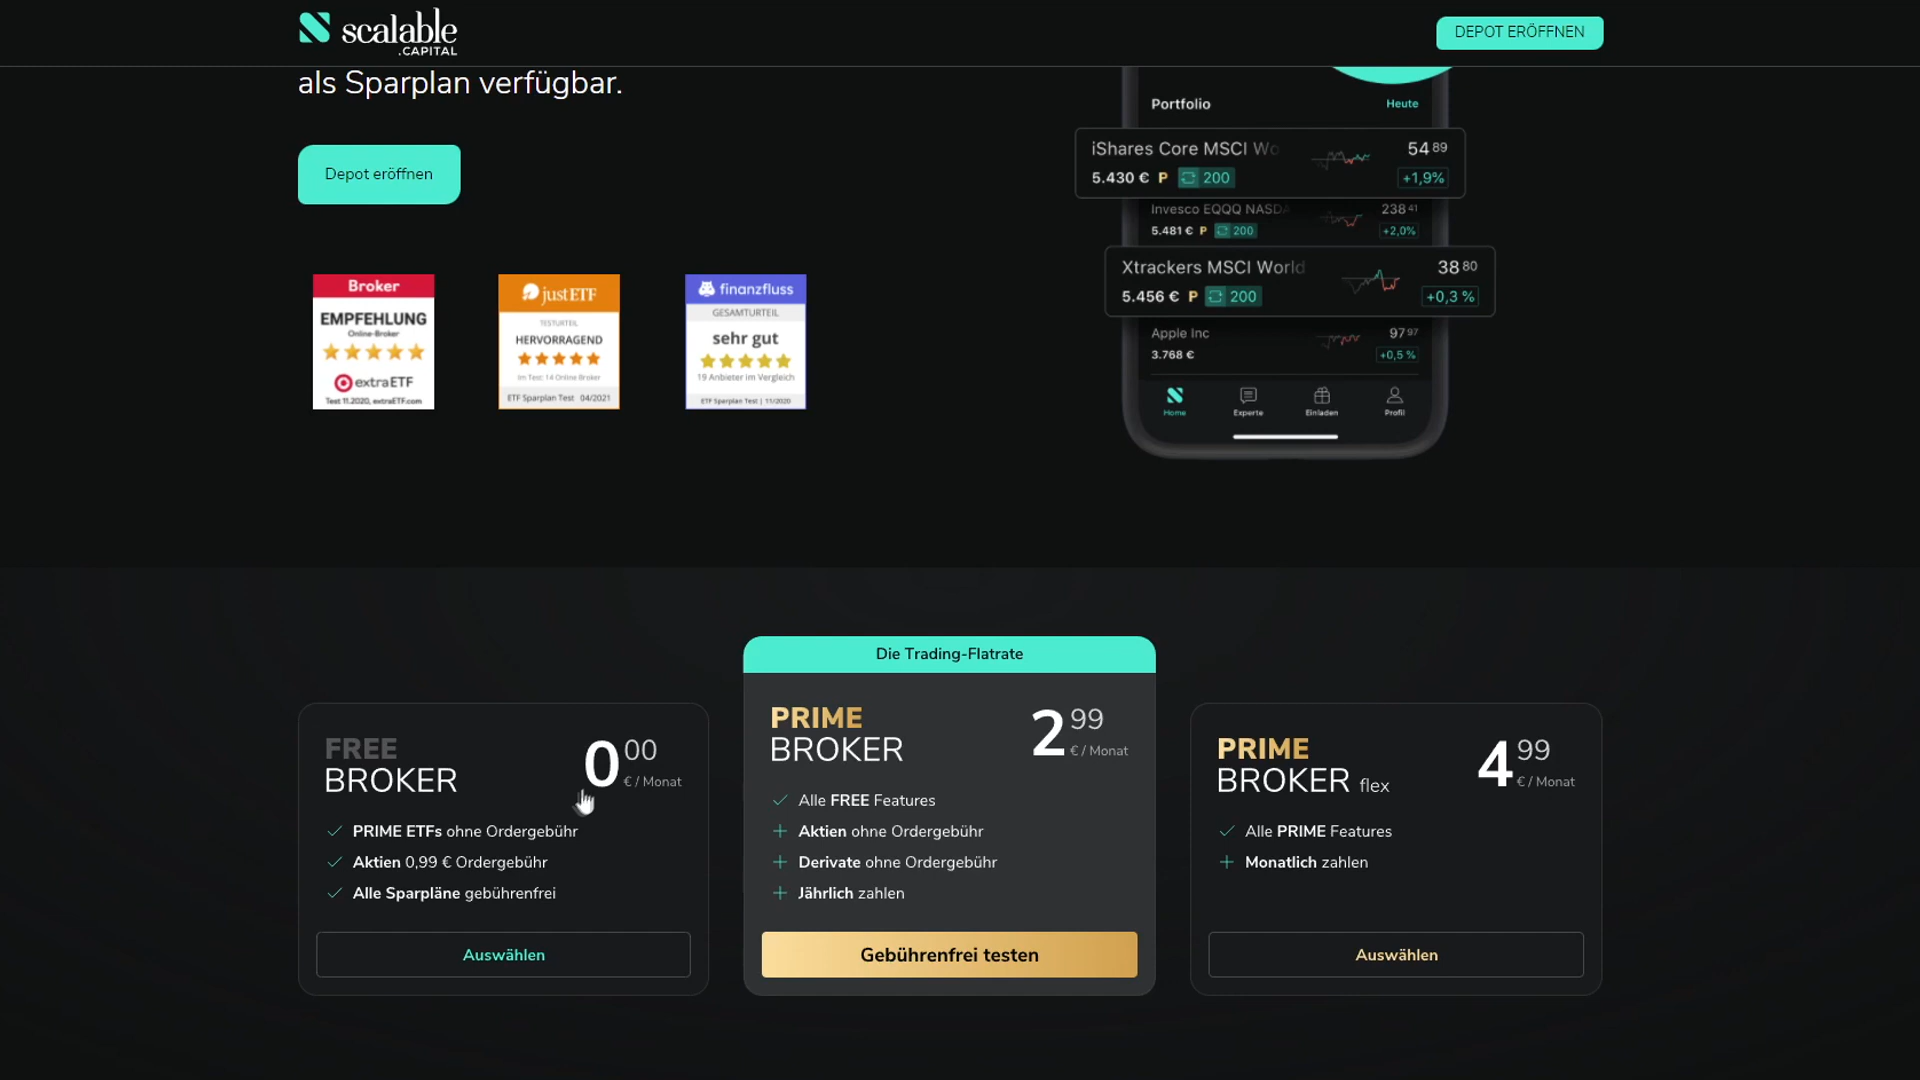 scalable
.CAPITAL
DEPOT ERÖFFNEN
als Sparplan verfügbar.
Depot eröffnen
Broker
EMPFEHLUNG
Online-Broker
extraETF
Test 11.2020, extraETF.com
justETF
TESTURTEIL
HERVORRAGEND
Im Test: 14 Online Broker
ETF Sparplan Test 04/2021
finanzfluss
GESAMTURTEIL
sehr gut
19 Anbieter im Vergleich
ETF Sparplan Test | 11/2020
Portfolio Heute
iShares Core MSCI Wo 54 89
5.430 € P 200 +1,9%
Invesco EQQQ NASDA 238 41
5.481 € P 200 +2,0%
Xtrackers MSCI World 38 80
5.456 € P 200 +0,3 %
Apple Inc 97 97
3.768 € +0,5 %
Home Experte Einladen Profil
FREE
BROKER
0 00
€ / Monat
PRIME ETFs ohne Ordergebühr
Aktien 0,99 € Ordergebühr
Alle Sparpläne gebührenfrei
Auswählen
Die Trading-Flatrate
PRIME
BROKER
2 99
€ / Monat
Alle FREE Features
Aktien ohne Ordergebühr
Derivate ohne Ordergebühr
Jährlich zahlen
Gebührenfrei testen
PRIME
BROKER flex
4 99
€ / Monat
Alle PRIME Features
Monatlich zahlen
Auswählen